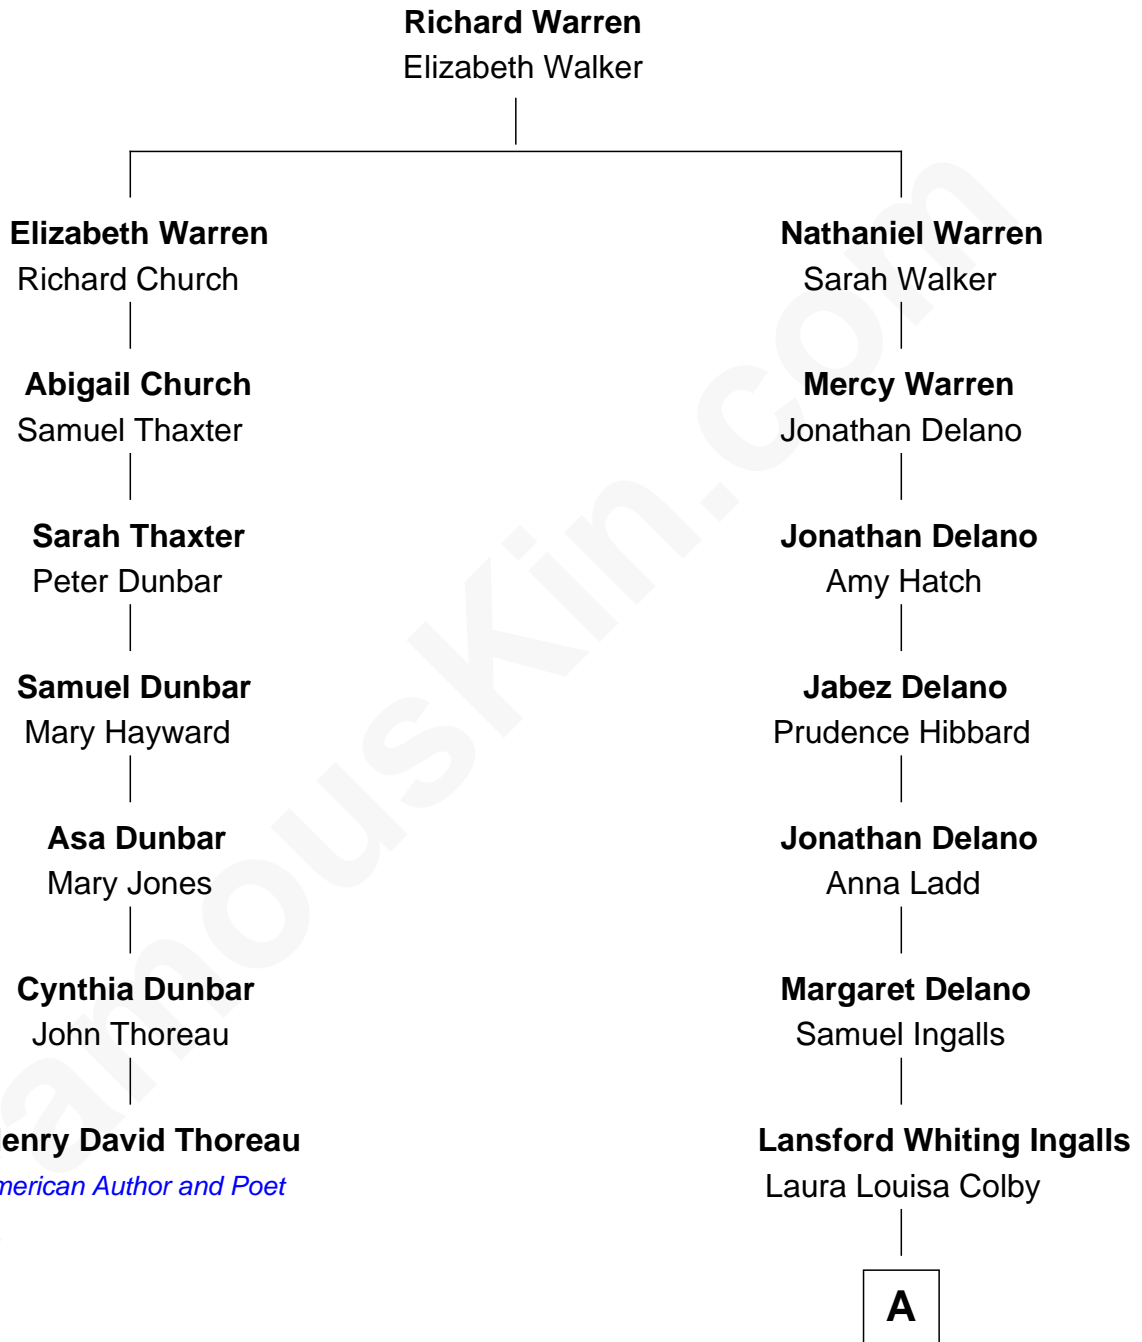 Richard Warren
Elizabeth Walker
Elizabeth Warren
Richard Church
Abigail Church
Samuel Thaxter
Sarah Thaxter
Peter Dunbar
Samuel Dunbar
Mary Hayward
Asa Dunbar
Mary Jones
Cynthia Dunbar
John Thoreau
enry David Thoreau
merican Author and Poet
Nathaniel Warren
Sarah Walker
Mercy Warren
Jonathan Delano
Jonathan Delano
Amy Hatch
Jabez Delano
Prudence Hibbard
Jonathan Delano
Anna Ladd
Margaret Delano
Samuel Ingalls
Lansford Whiting Ingalls
Laura Louisa Colby
A
amouskin.com